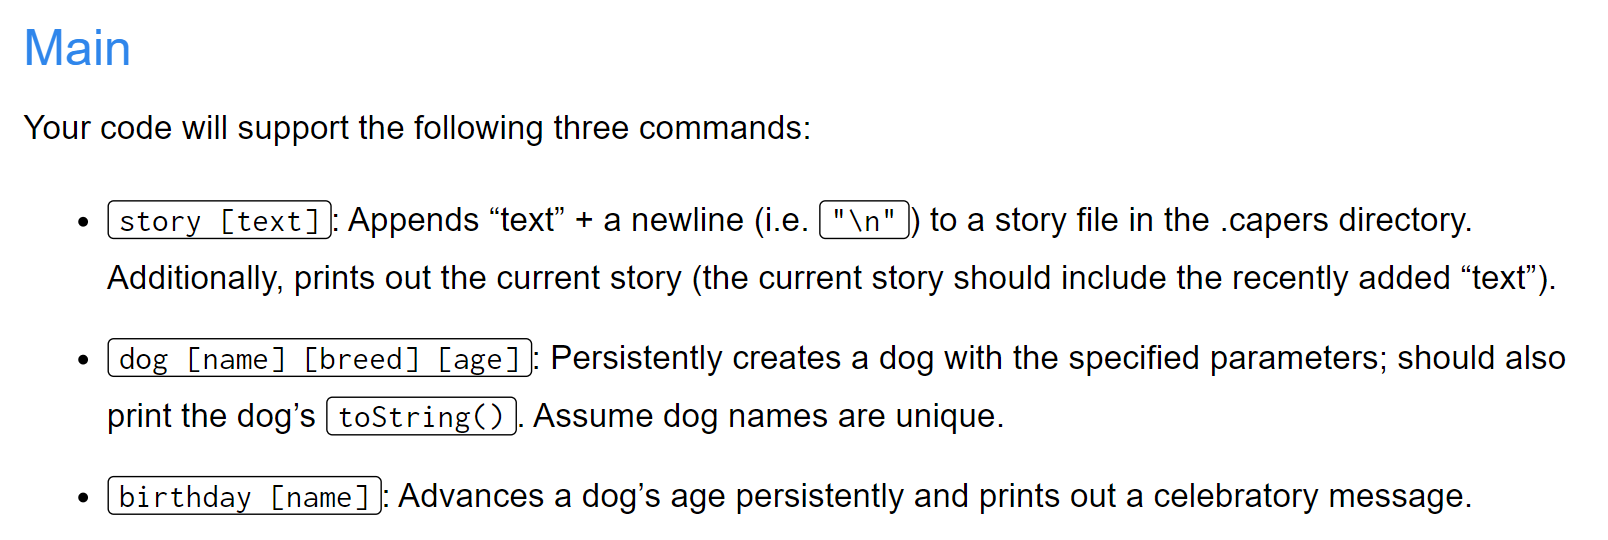 Main
Your code will support the following three commands:
story [text]: Appends “text” + a newline (i.e. "\n") to a story file in the .capers directory.
Additionally, prints out the current story (the current story should include the recently added “text”).
dog [name] [breed] [age]: Persistently creates a dog with the specified parameters; should also
print the dog’s toString(). Assume dog names are unique.
birthday [name]: Advances a dog’s age persistently and prints out a celebratory message.